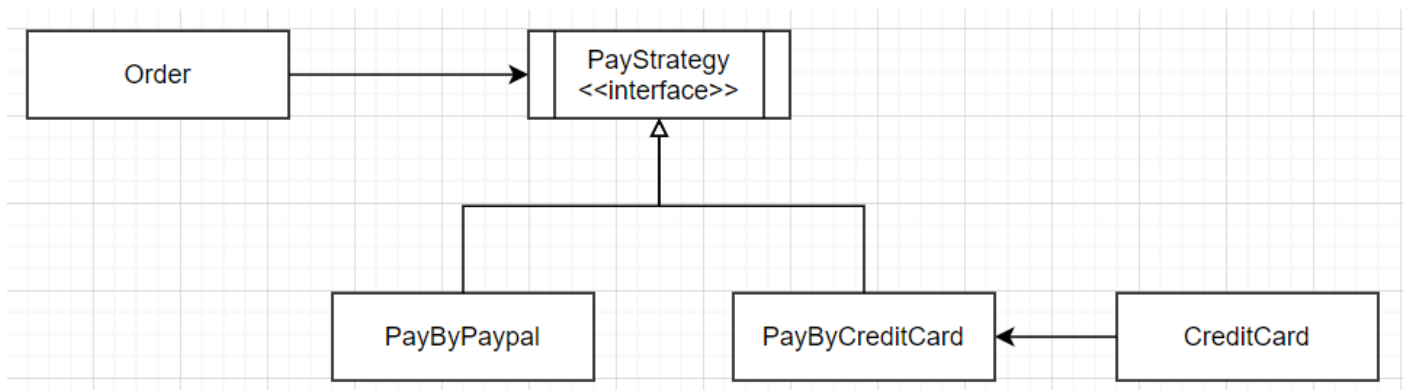 Order
PayStrategy
<<interface>>
PayByPaypal
PayByCreditCard
CreditCard